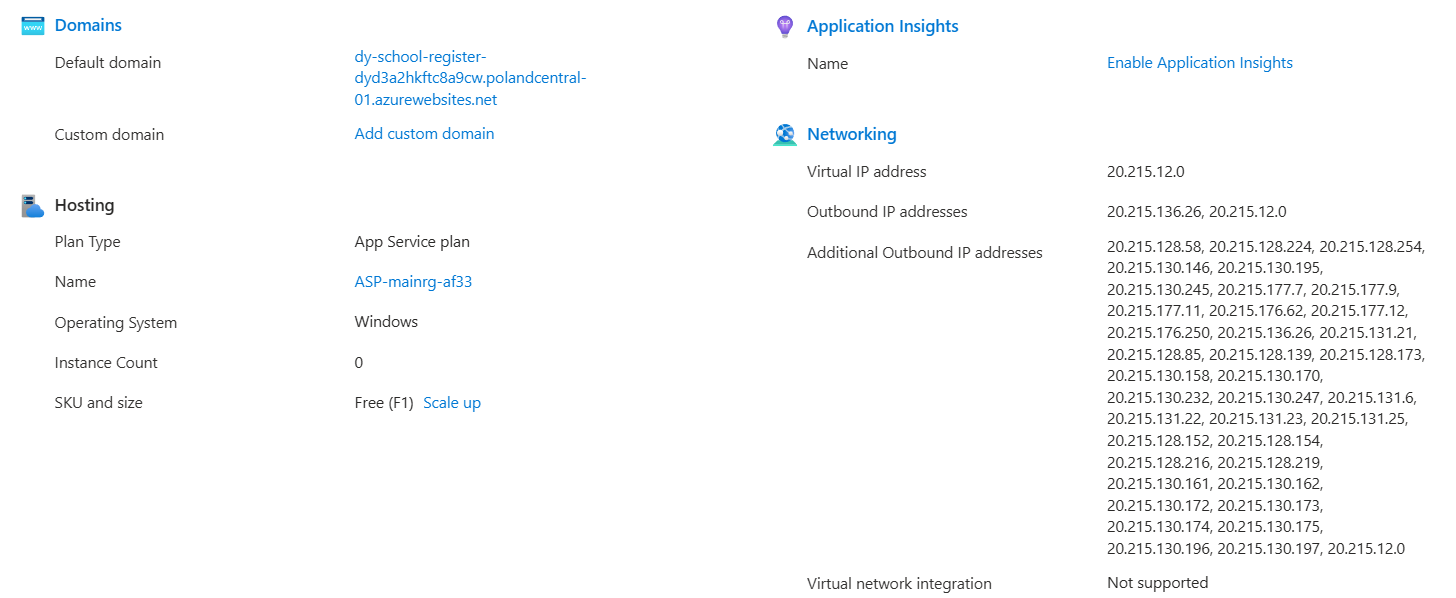 Domains
Default domain
dy-school-register-
dyd3a2hkftc8a9cw.polandcentral-
01.azurewebsites.net
Custom domain
Add custom domain
Hosting
Plan Type
App Service plan
Name
ASP-mainrg-af33
Operating System
Windows
Instance Count
0
SKU and size
Free (F1) Scale up
Application Insights
Name
Enable Application Insights
Networking
Virtual IP address
20.215.12.0
Outbound IP addresses
20.215.136.26, 20.215.12.0
Additional Outbound IP addresses
20.215.128.58, 20.215.128.224, 20.215.128.254,
20.215.130.146, 20.215.130.195,
20.215.130.245, 20.215.177.7, 20.215.177.9,
20.215.177.11, 20.215.176.62, 20.215.177.12,
20.215.176.250, 20.215.136.26, 20.215.131.21,
20.215.128.85, 20.215.128.139, 20.215.128.173,
20.215.130.158, 20.215.130.170,
20.215.130.232, 20.215.130.247, 20.215.131.6,
20.215.131.22, 20.215.131.23, 20.215.131.25,
20.215.128.152, 20.215.128.154,
20.215.128.216, 20.215.128.219,
20.215.130.161, 20.215.130.162,
20.215.130.172, 20.215.130.173,
20.215.130.174, 20.215.130.175,
20.215.130.196, 20.215.130.197, 20.215.12.0
Virtual network integration
Not supported